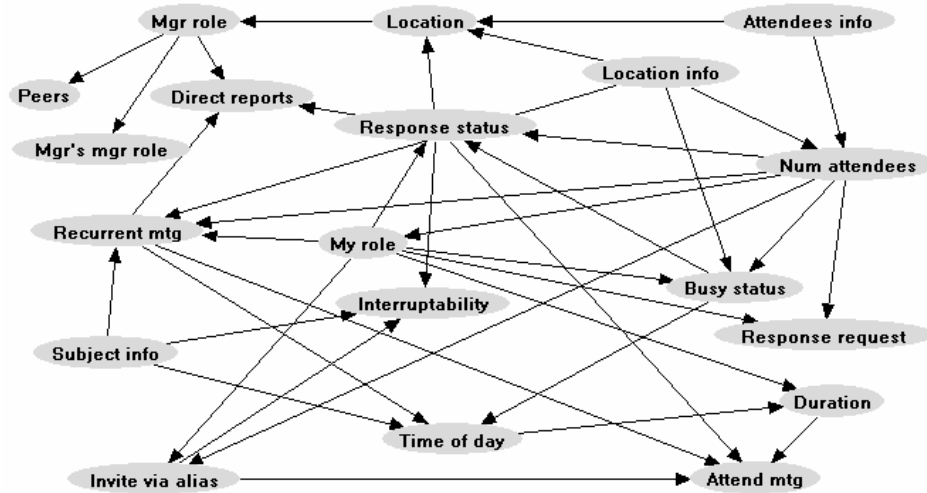 Mgr role
Location
Attendees info
Location info
Peers
Direct reports
Response status
Mgr's mgr role
Num attendees
Recurrent mtg
My role
Busy status
Interruptability
Response request
Subject info
Duration
Time of day
Invite via alias
Attend mtg